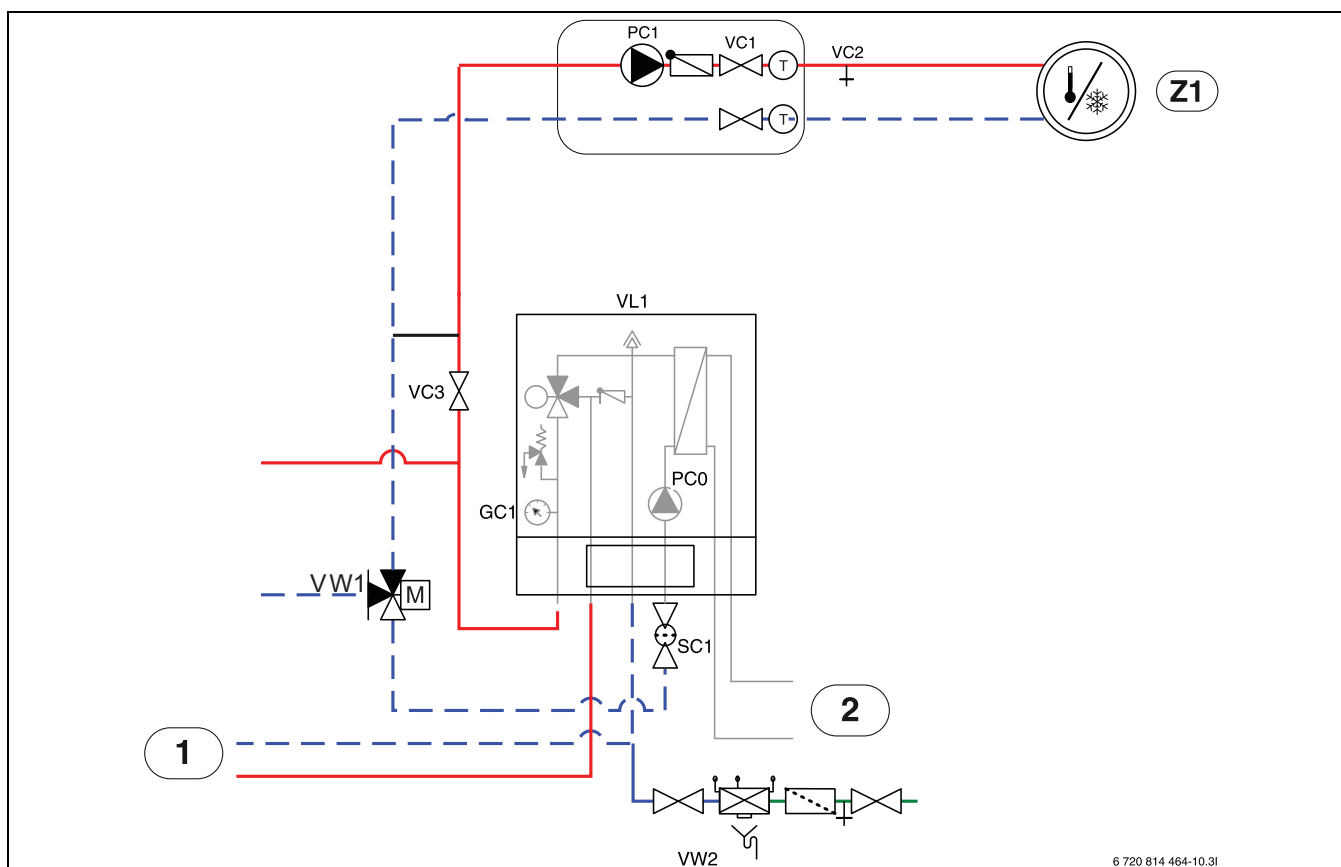 PC1
VC1
VC2
T
Z1
T
VL1
VC3
PC0
GC1
VW1
M
SC1
2
1
VW2
6 720 814 464-10.3I